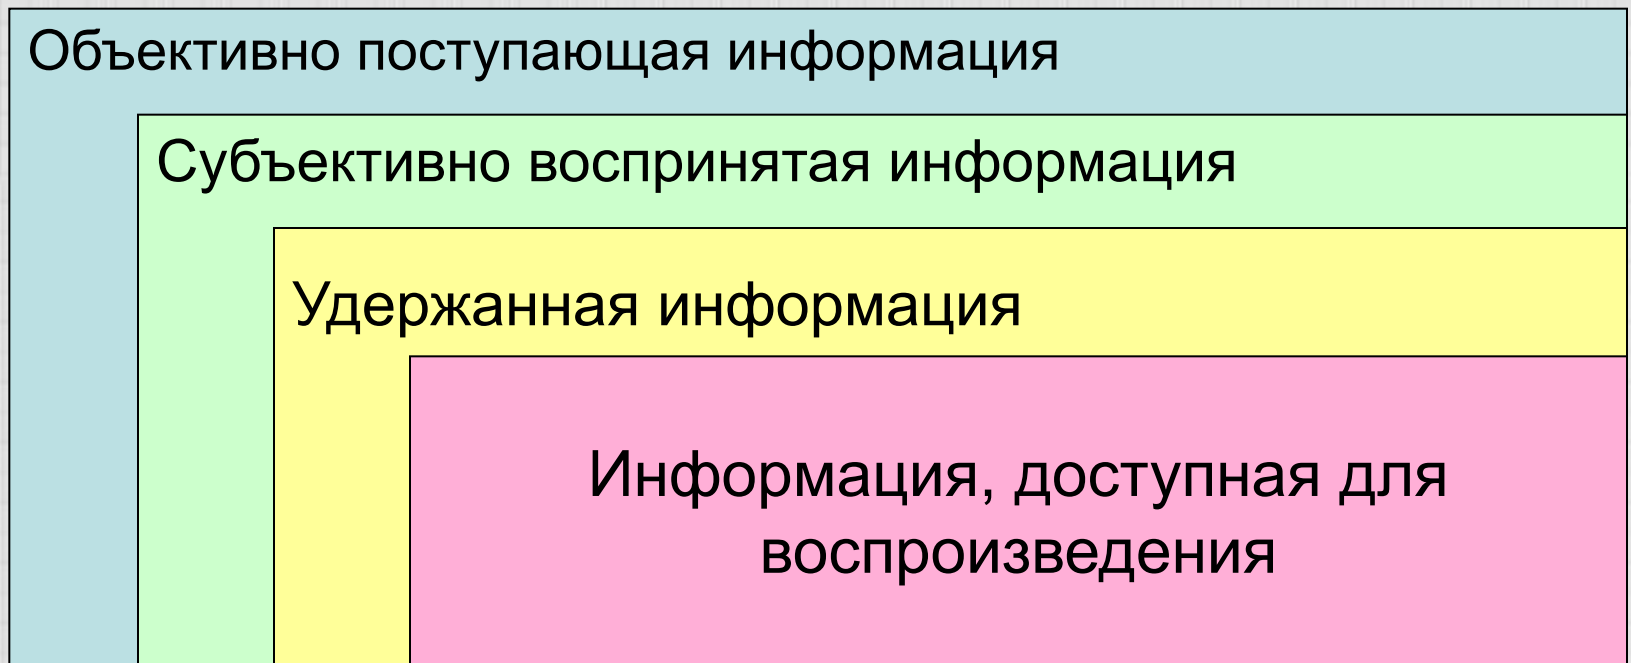 Объективно поступающая информация
Субъективно воспринятая информация
Удержанная информация
Информация, доступная для
воспроизведения